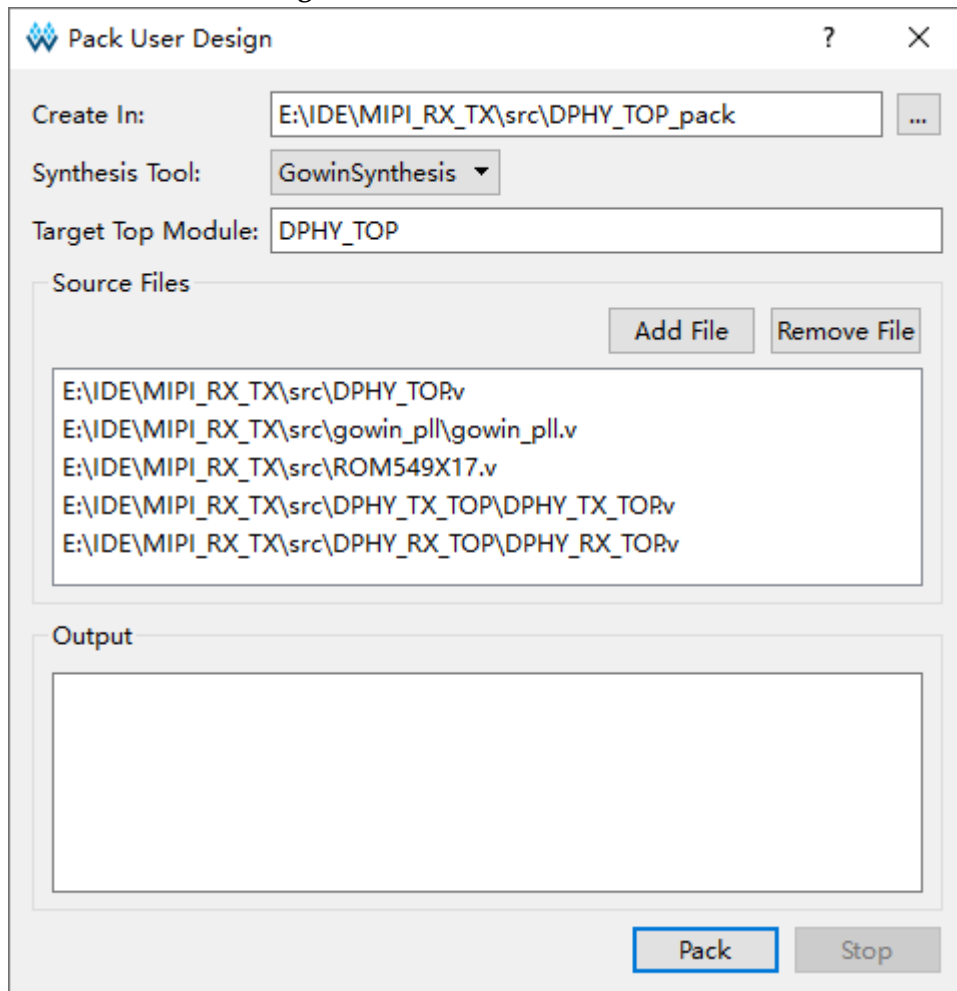 Pack User Design ? ×
Create In: E:\IDE\MIPI_RX_TX\src\DPHY_TOP_pack ...
Synthesis Tool: GowinSynthesis
Target Top Module: DPHY_TOP
Source Files
Add File Remove File
E:\IDE\MIPI_RX_TX\src\DPHY_TOP.v
E:\IDE\MIPI_RX_TX\src\gowin_pll\gowin_pll.v
E:\IDE\MIPI_RX_TX\src\ROM549X17.v
E:\IDE\MIPI_RX_TX\src\DPHY_TX_TOP\DPHY_TX_TOP.v
E:\IDE\MIPI_RX_TX\src\DPHY_RX_TOP\DPHY_RX_TOP.v
Output
Pack Stop